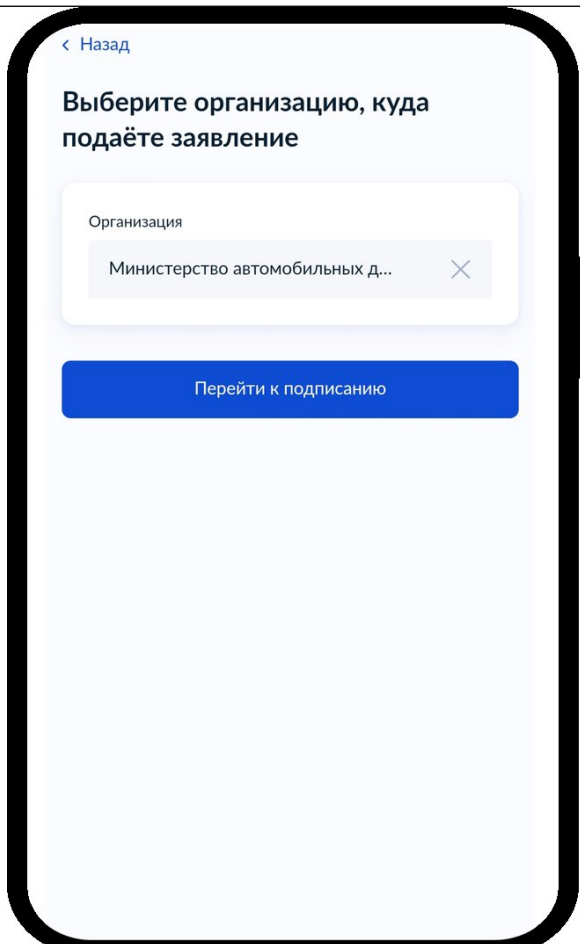 Назад
Выберите организацию, куда
подаёте заявление
Организация
Министерство автомобильных д...
Перейти к подписанию